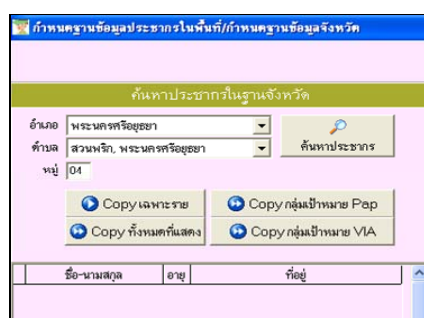 กำหนดฐานข้อมูลประชากรในพื้นที่/กำหนดฐานข้อมูลจังหวัด
ค้นหาประชากรในฐานจังหวัด
อำเภอ พระนครศรีอยุธยา
ตำบล สวนพริก, พระนครศรีอยุธยา
ค้นหาประชากร
หมู่ 04
Copy เฉพาะราย Copy กลุ่มเป้าหมาย Pap
Copy ทั้งหมดที่แสดง Copy กลุ่มเป้าหมาย VIA
ชื่อ-นามสกุล อายุ ที่อยู่